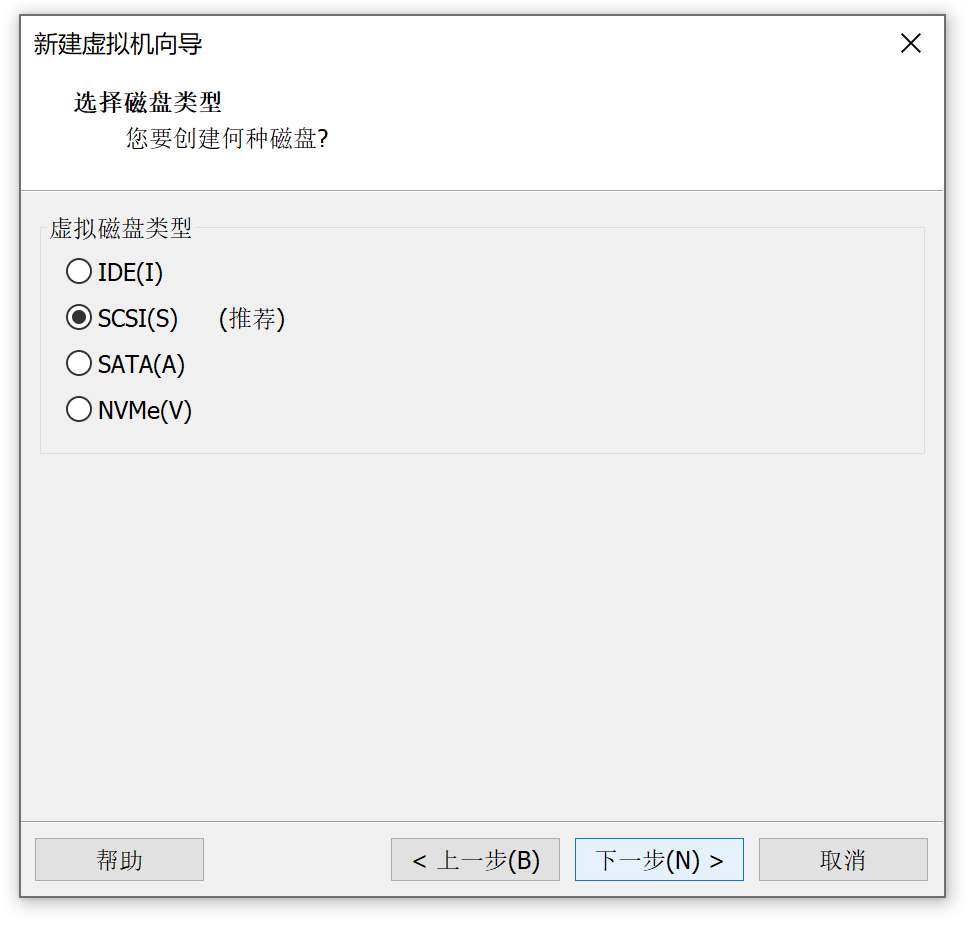 新建虚拟机向导
选择磁盘类型
您要创建何种磁盘?
虚拟磁盘类型
IDE(I)
SCSI(S) (推荐)
SATA(A)
NVMe(V)
帮助 < 上一步(B) 下一步(N) > 取消